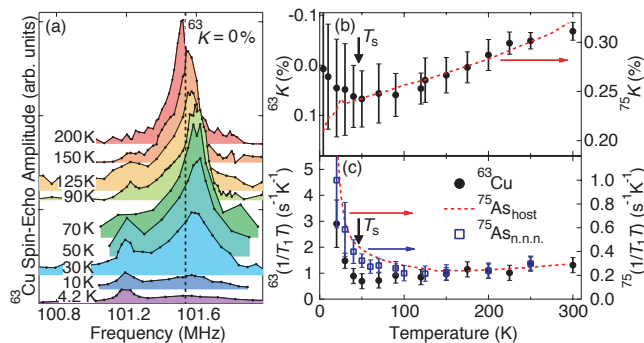 (a)
63
K = 0%
63Cu Spin-Echo Amplitude (arb. units)
200 K
150 K
125 K
90 K
70 K
50 K
30 K
10 K
4.2 K
100.8 101.2 101.6
Frequency (MHz)
(b)
Ts
63K (%)
-0.1
0.0
0.1
75K (%)
0.30
0.25
0.20
(c)
63Cu
75Ashost
75Asn.n.n.
Ts
63(1/T1T) (s-1K-1)
5
4
3
2
1
0
75(1/T1T) (s-1K-1)
1.0
0.8
0.6
0.4
0.2
0.0
0 100 200 300
Temperature (K)